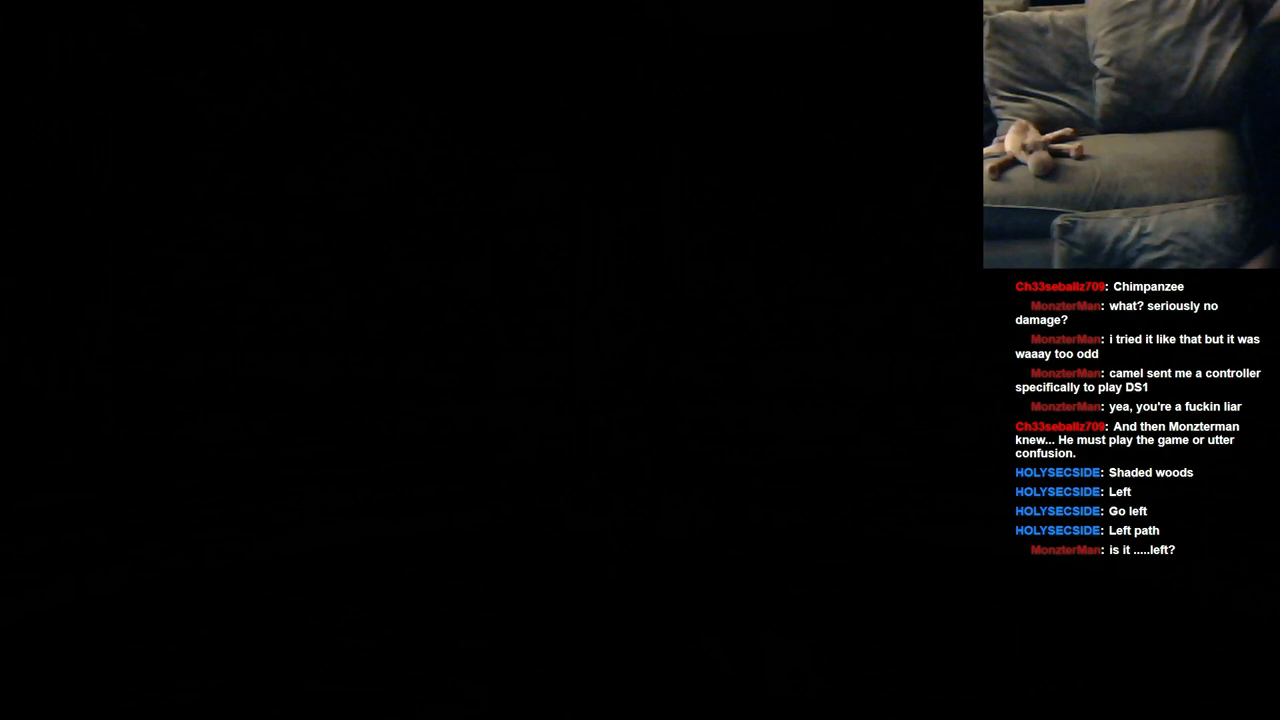 Ch33seballz709: Chimpanzee
MonzterMan: what? seriously no
damage?
MonzterMan: i tried it like that but it was
waaay too odd
MonzterMan: camel sent me a controller
specifically to play DS1
MonzterMan: yea, you're a fuckin liar
Ch33seballz709: And then Monzterman
knew... He must play the game or utter
confusion.
HOLYSECSIDE: Shaded woods
HOLYSECSIDE: Left
HOLYSECSIDE: Go left
HOLYSECSIDE: Left path
MonzterMan: is it .....left?